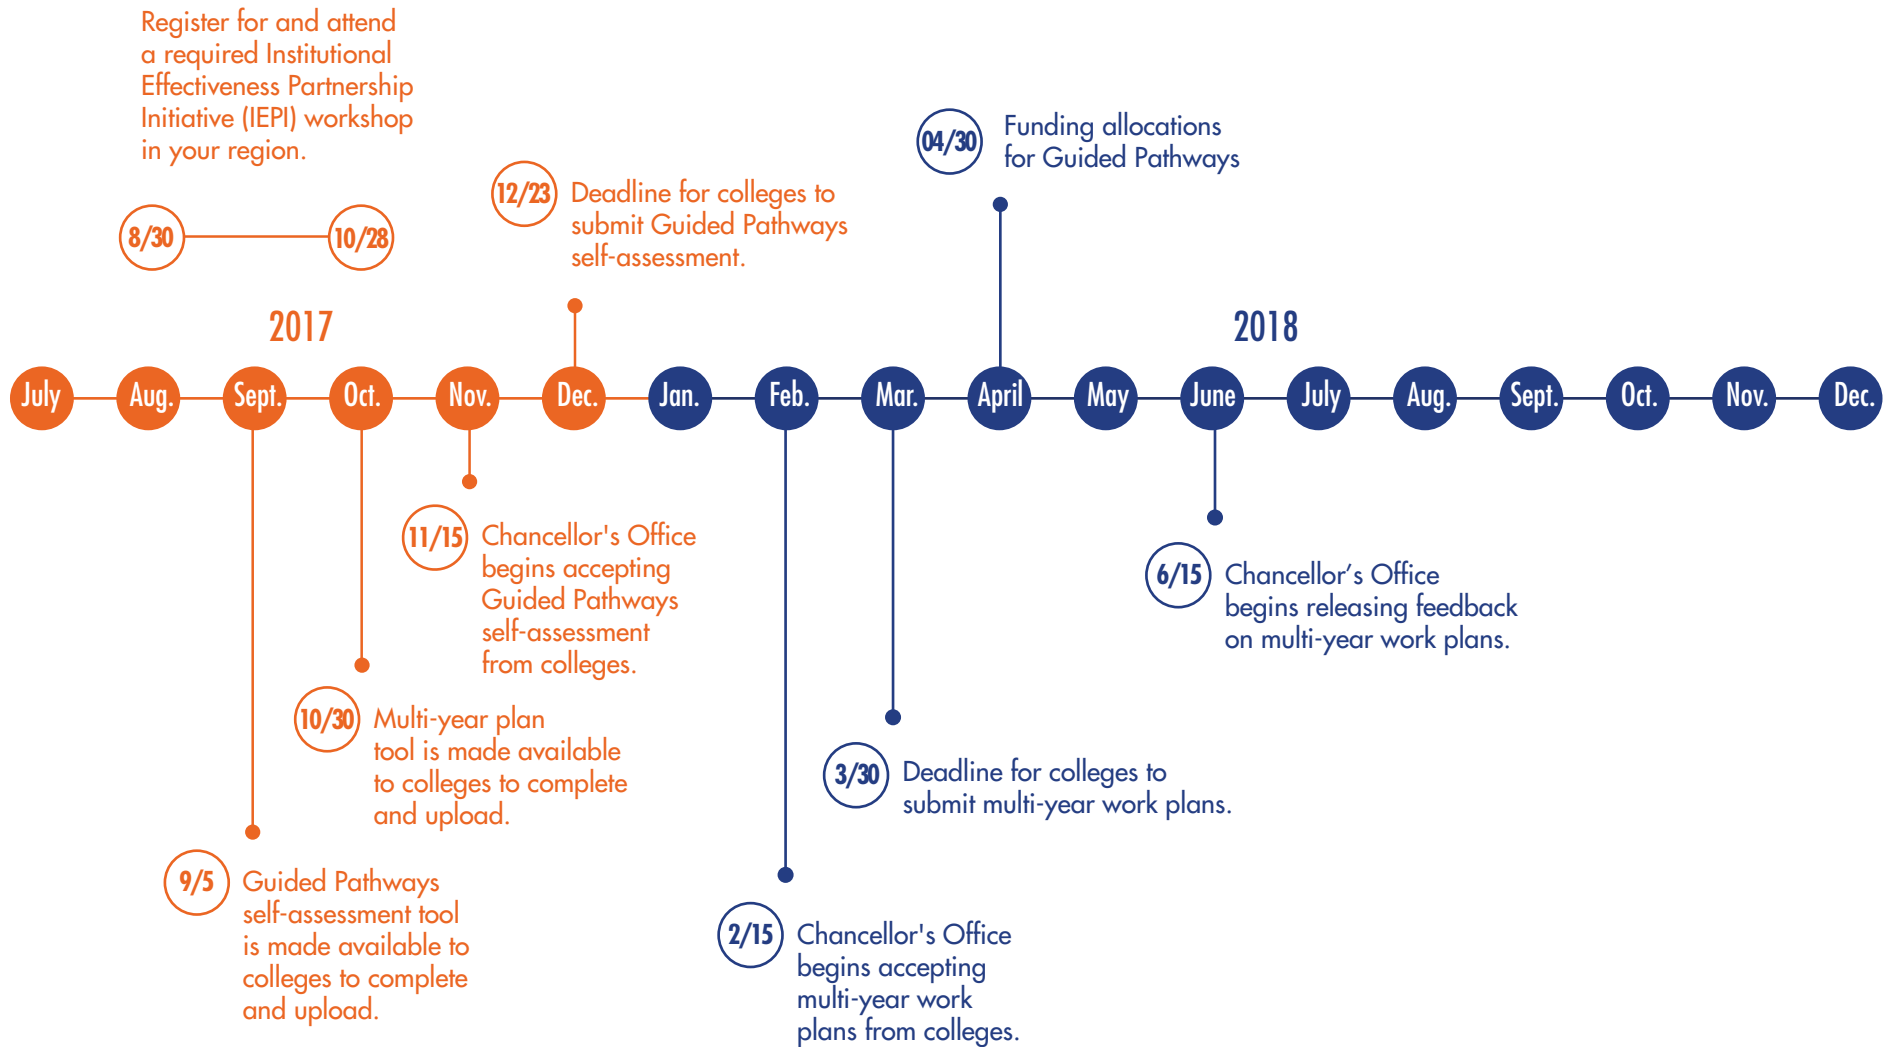 Register for and attend
a required Institutional
Effectiveness Partnership
Initiative (IEPI) workshop
in your region.
8/30
10/28
12/23
Deadline for colleges to
submit Guided Pathways
self-assessment.
04/30
Funding allocations
for Guided Pathways
2017
2018
July
Aug.
Sept.
Oct.
Nov.
Dec.
Jan.
Feb.
Mar.
April
May
June
July
Aug.
Sept.
Oct.
Nov.
Dec.
11/15
Chancellor's Office
begins accepting
Guided Pathways
self-assessment
from colleges.
10/30
Multi-year plan
tool is made available
to colleges to complete
and upload.
9/5
Guided Pathways
self-assessment tool
is made available to
colleges to complete
and upload.
6/15
Chancellor’s Office
begins releasing feedback
on multi-year work plans.
3/30
Deadline for colleges to
submit multi-year work plans.
2/15
Chancellor's Office
begins accepting
multi-year work
plans from colleges.